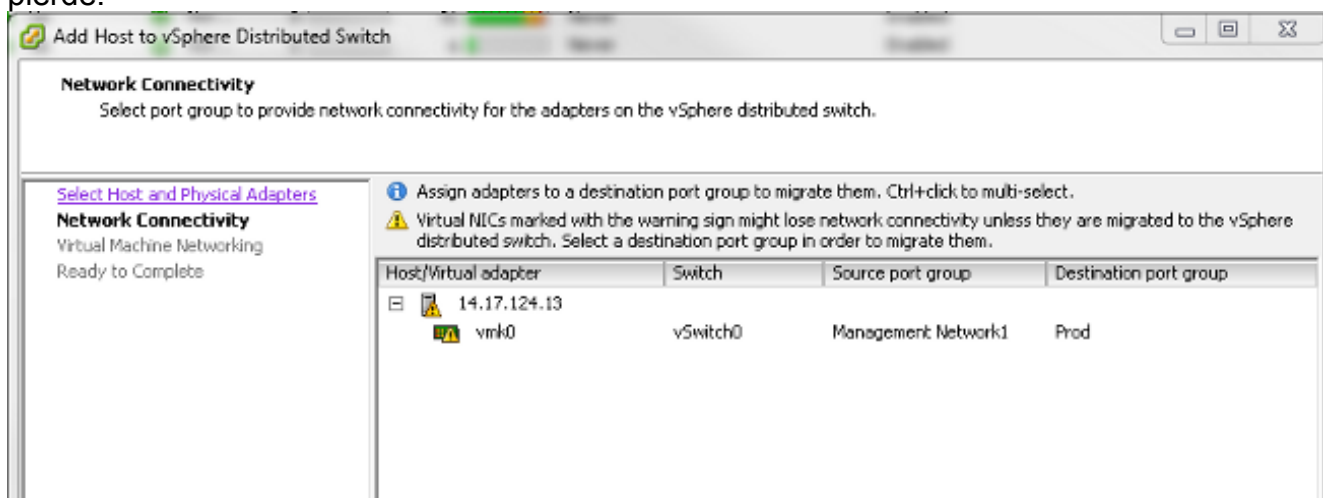 pierde.
Add Host to vSphere Distributed Switch
Network Connectivity
Select port group to provide network connectivity for the adapters on the vSphere distributed switch.
Select Host and Physical Adapters
Network Connectivity
Virtual Machine Networking
Ready to Complete
Assign adapters to a destination port group to migrate them. Ctrl+click to multi-select.
Virtual NICs marked with the warning sign might lose network connectivity unless they are migrated to the vSphere
distributed switch. Select a destination port group in order to migrate them.
Host/Virtual adapter Switch Source port group Destination port group
14.17.124.13
vmk0 vSwitch0 Management Network1 Prod